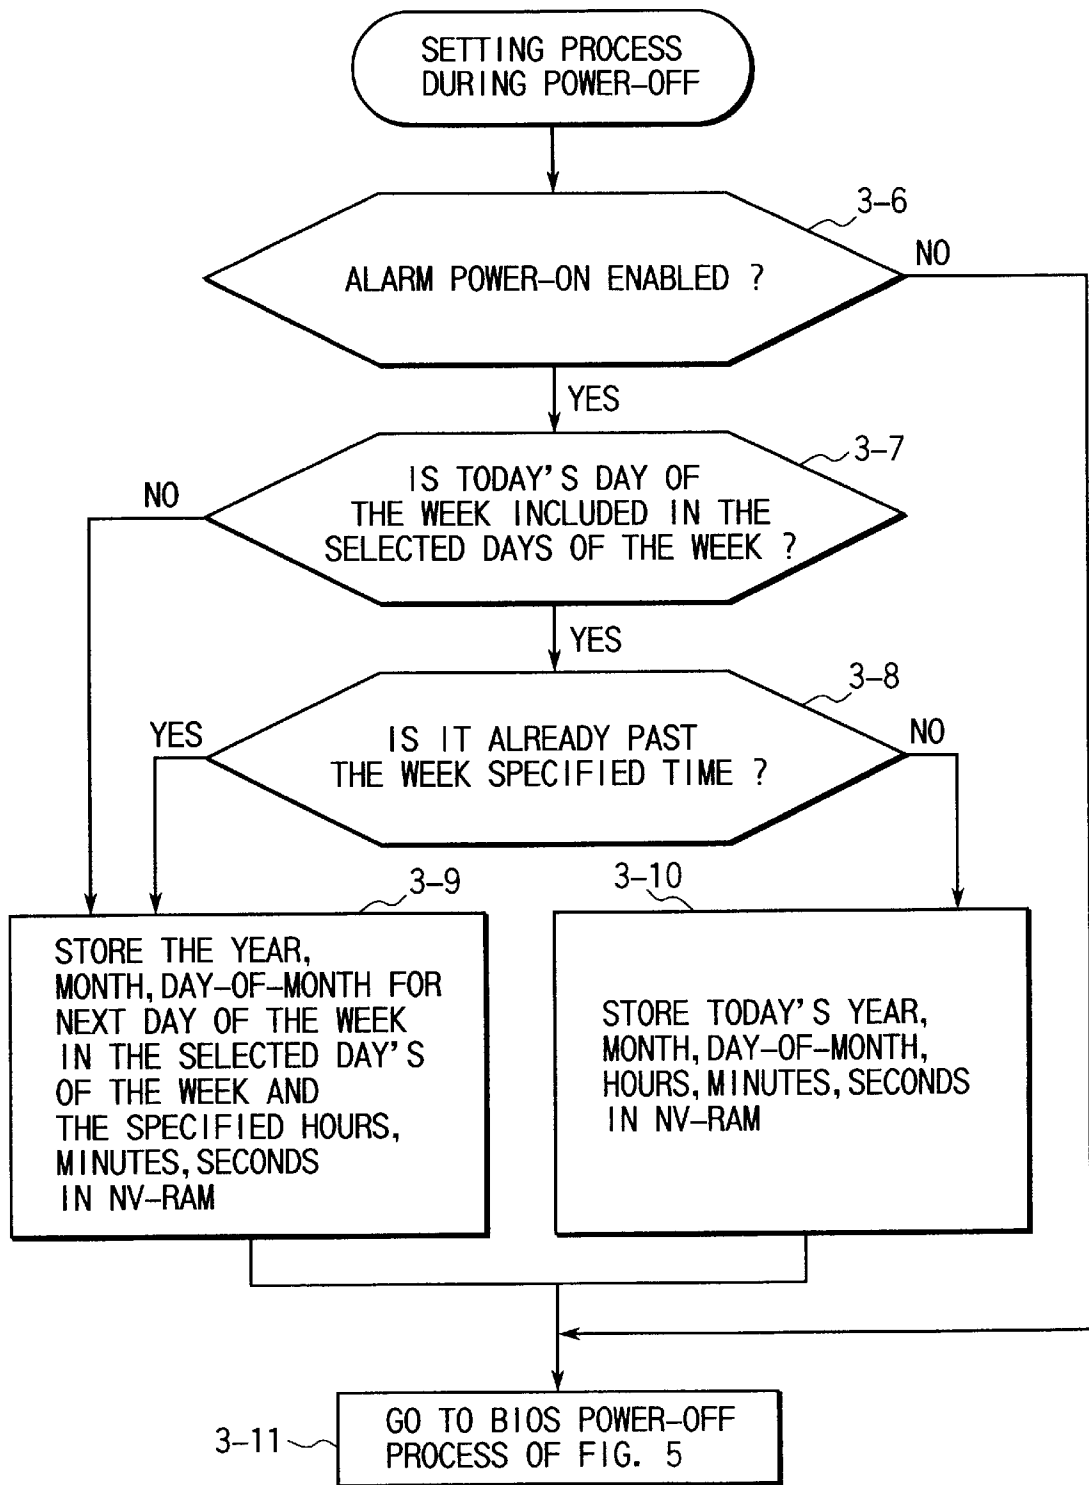 SETTING PROCESS
DURING POWER-OFF
3-6
NO
ALARM POWER-ON ENABLED ?
YES
3-7
NO
IS TODAY'S DAY OF
THE WEEK INCLUDED IN THE
SELECTED DAYS OF THE WEEK ?
YES
3-8
YES
NO
IS IT ALREADY PAST
THE WEEK SPECIFIED TIME ?
3-9
STORE THE YEAR,
MONTH, DAY-OF-MONTH FOR
NEXT DAY OF THE WEEK
IN THE SELECTED DAY'S
OF THE WEEK AND
THE SPECIFIED HOURS,
MINUTES, SECONDS
IN NV-RAM
3-10
STORE TODAY'S YEAR,
MONTH, DAY-OF-MONTH,
HOURS, MINUTES, SECONDS
IN NV-RAM
3-11
GO TO BIOS POWER-OFF
PROCESS OF FIG. 5